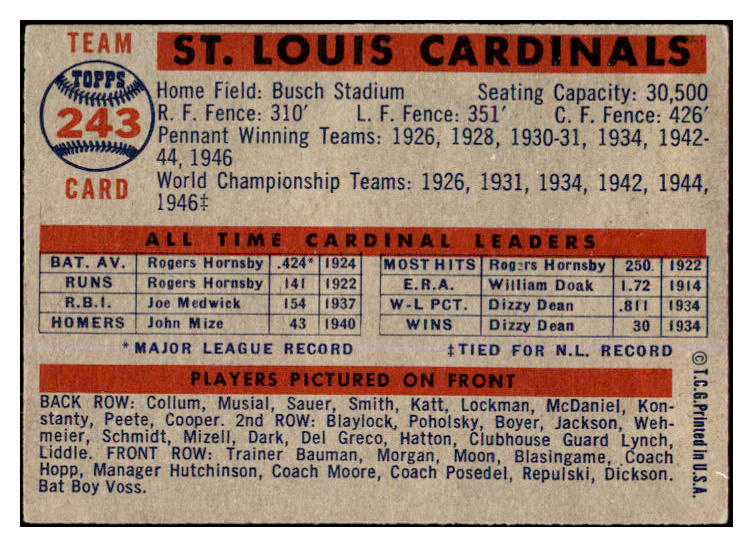 TEAM
TOPPS
243
CARD
ST. LOUIS CARDINALS
Home Field: Busch Stadium Seating Capacity: 30,500
R. F. Fence: 310′ L. F. Fence: 351′ C. F. Fence: 426′
Pennant Winning Teams: 1926, 1928, 1930-31, 1934, 1942-
44, 1946
World Championship Teams: 1926, 1931, 1934, 1942, 1944,
1946‡
ALL TIME CARDINAL LEADERS
BAT. AV. Rogers Hornsby .424* 1924 MOST HITS Rogers Hornsby 250. 1922
RUNS Rogers Hornsby 141 1922 E.R.A. William Doak 1.72 1914
R.B.I. Joe Medwick 154 1937 W-L PCT. Dizzy Dean .811 1934
HOMERS John Mize 43 1940 WINS Dizzy Dean 30 1934
*MAJOR LEAGUE RECORD ‡TIED FOR N.L. RECORD
PLAYERS PICTURED ON FRONT
BACK ROW: Collum, Musial, Sauer, Smith, Katt, Lockman, McDaniel, Kon-
stanty, Peete, Cooper. 2nd ROW: Blaylock, Poholsky, Boyer, Jackson, Weh-
meier, Schmidt, Mizell, Dark, Del Greco, Hatton, Clubhouse Guard Lynch,
Liddle. FRONT ROW: Trainer Bauman, Morgan, Moon, Blasingame, Coach
Hopp, Manager Hutchinson, Coach Moore, Coach Posedel, Repulski, Dickson.
Bat Boy Voss.
© T.C.G. Printed in U.S.A.